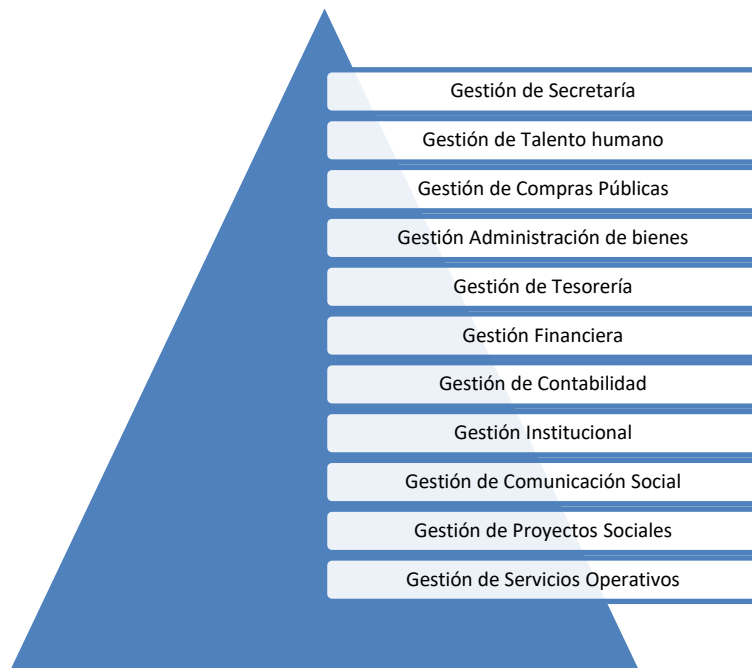 Gestión de Secretaría
Gestión de Talento humano
Gestión de Compras Públicas
Gestión Administración de bienes
Gestión de Tesorería
Gestión Financiera
Gestión de Contabilidad
Gestión Institucional
Gestión de Comunicación Social
Gestión de Proyectos Sociales
Gestión de Servicios Operativos